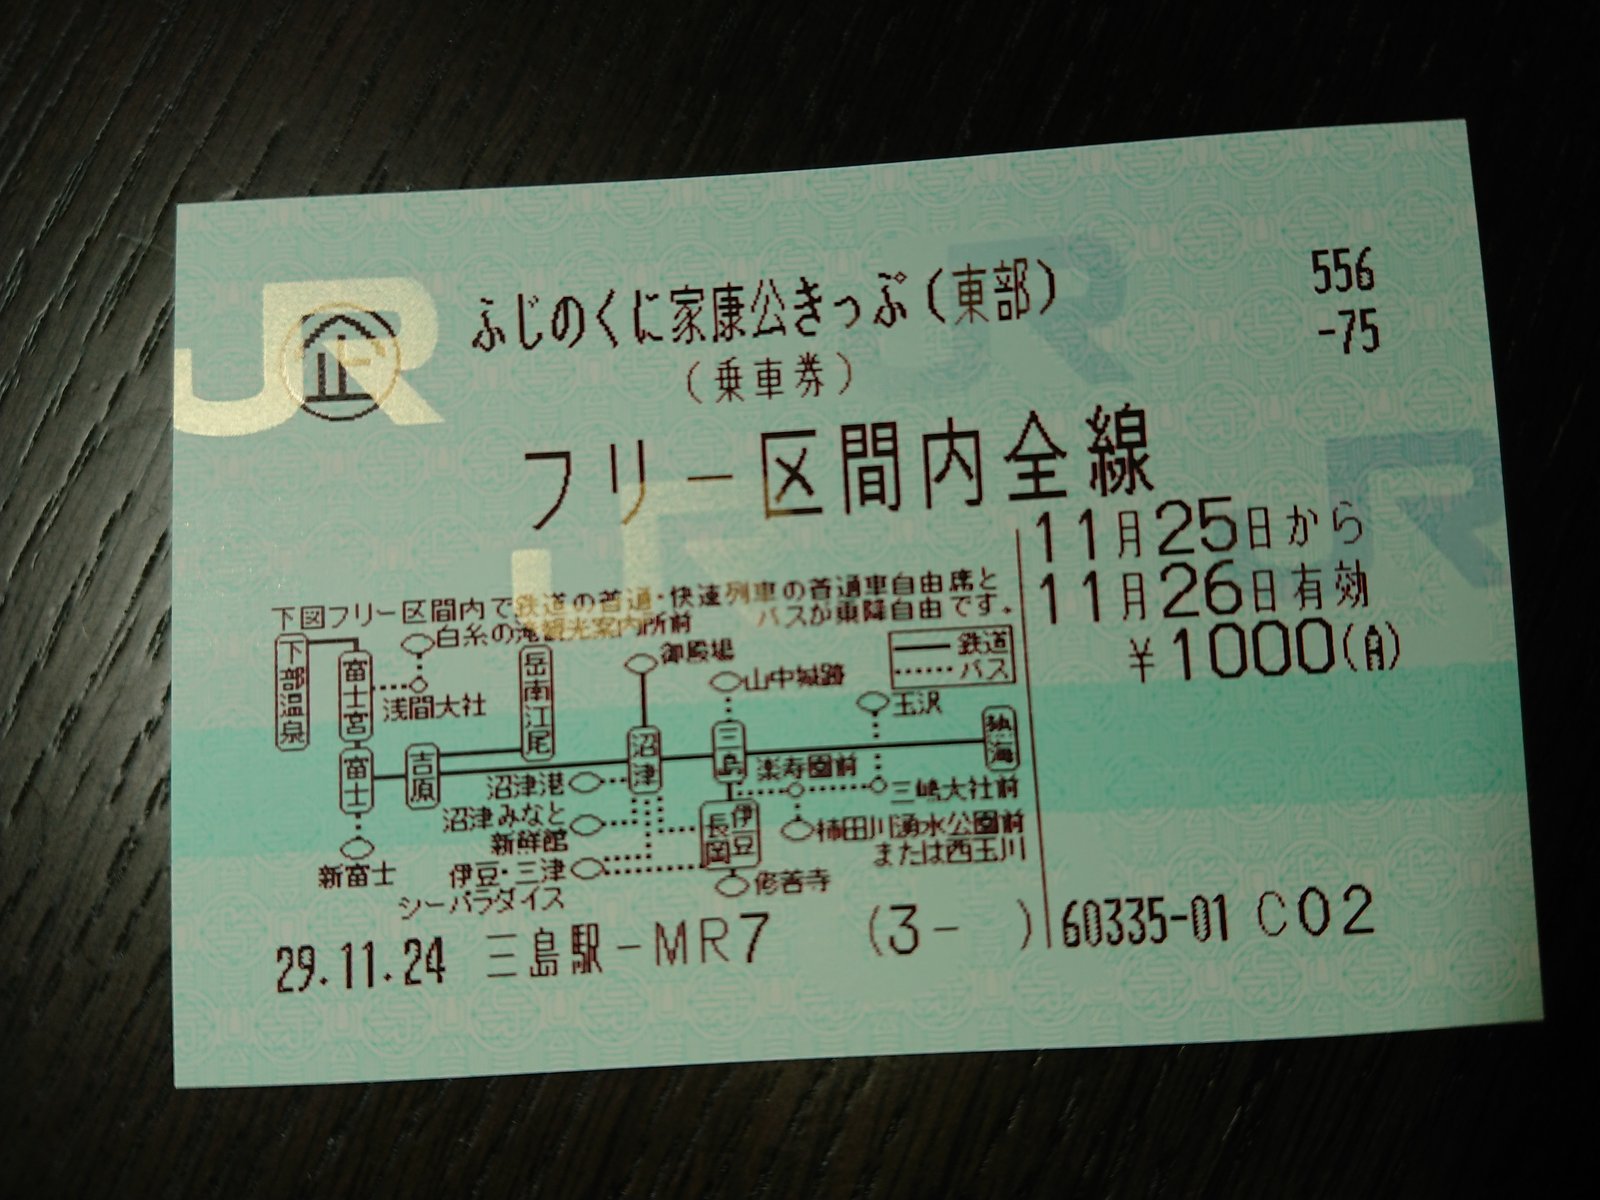 JR
企
ふじのくに家康公きっぷ(東部)
556
-75
(乗車券)
フリー区間内全線
11月25日から
11月26日有効
¥1000(A)
下図フリー区間内で鉄道の普通・快速列車の普通車自由席と
バスが乗降自由です。
白糸の滝観光案内所前
鉄道
バス
下部温泉
富士宮
浅間大社
岳南江尾
御殿場
山中城跡
玉沢
熱海
富士
吉原
沼津
三島
楽寿園前
三嶋大社前
沼津港
沼津みなと
新鮮館
伊豆長岡
柿田川湧水公園前
または西玉川
新富士
伊豆・三津
シーパラダイス
修善寺
29.11.24 三島駅-MR7 (3- ) 60335-01 C02